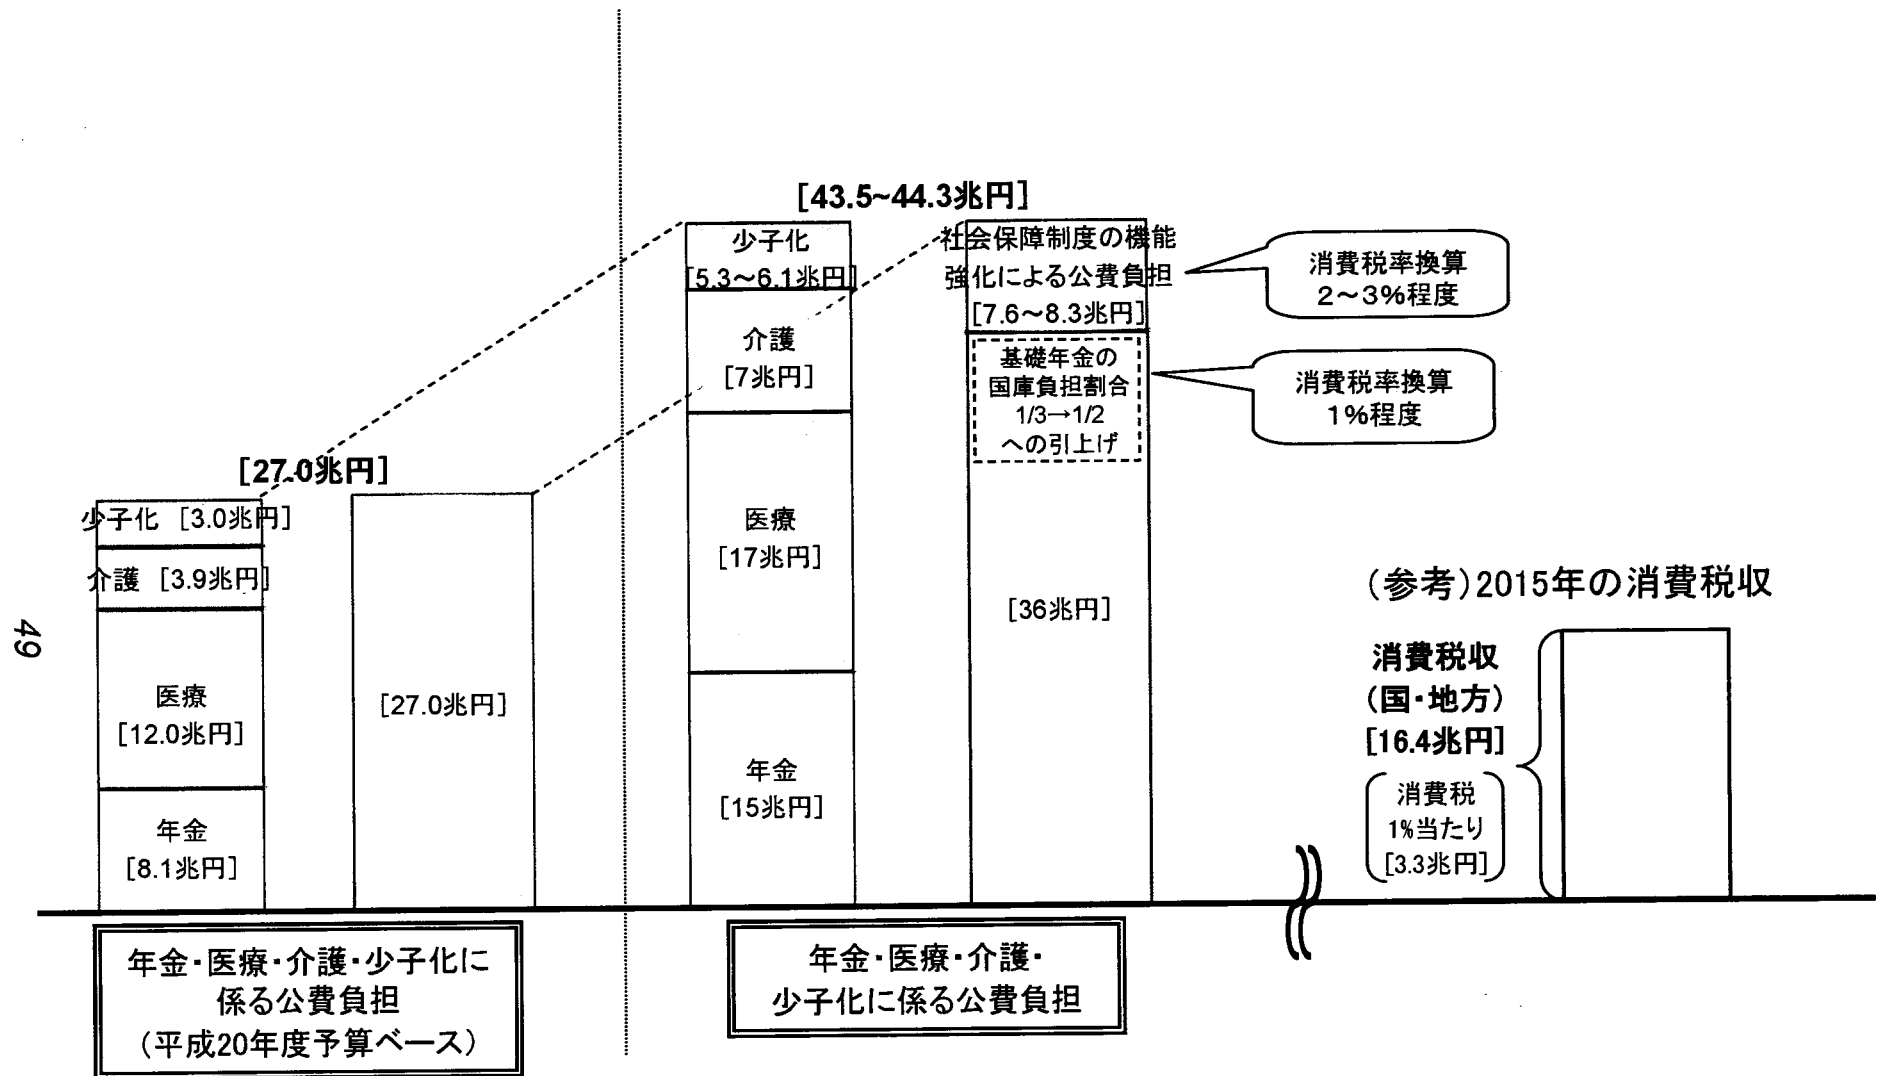 [27.0兆円]
少子化 [3.0兆円]
介護 [3.9兆円]
医療
[12.0兆円]
年金
[8.1兆円]
[27.0兆円]
年金・医療・介護・少子化に
係る公費負担
(平成20年度予算ベース)
[43.5~44.3兆円]
少子化
[5.3～6.1兆円]
介護
[7兆円]
医療
[17兆円]
年金
[15兆円]
社会保障制度の機能
強化による公費負担
[7.6～8.3兆円]
基礎年金の
国庫負担割合
1/3→1/2
への引上げ
[36兆円]
年金・医療・介護・
少子化に係る公費負担
消費税率換算
2～3%程度
消費税率換算
1%程度
(参考)2015年の消費税収
消費税収
(国・地方)
[16.4兆円]
消費税
1%当たり
[3.3兆円]
49